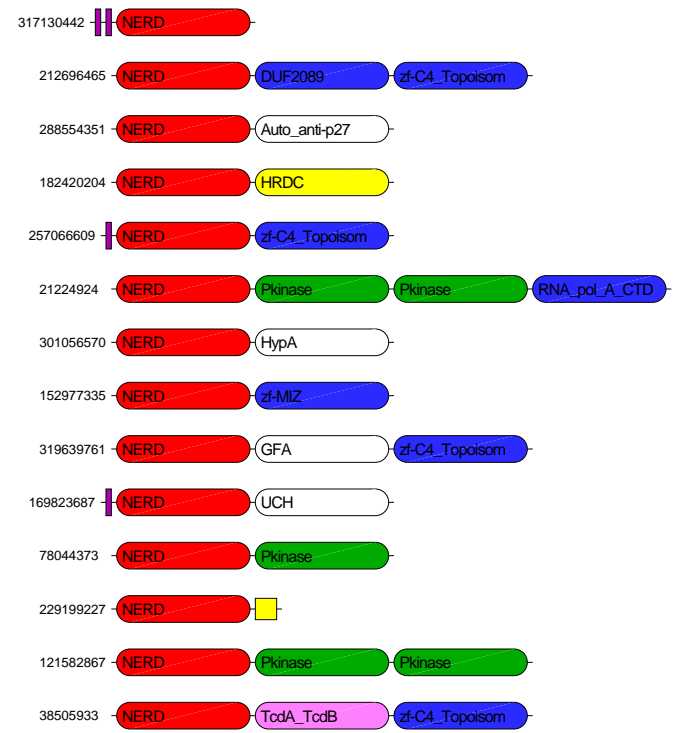 317130442 NERD
212696465 NERD DUF2089 zf-C4_Topoisom
288554351 NERD Auto_anti-p27
182420204 NERD HRDC
257066609 NERD zf-C4_Topoisom
21224924 NERD Pkinase Pkinase RNA_pol_A_CTD
301056570 NERD HypA
152977335 NERD zf-MIZ
319639761 NERD GFA zf-C4_Topoisom
169823687 NERD UCH
78044373 NERD Pkinase
229199227 NERD
121582867 NERD Pkinase Pkinase
38505933 NERD TcdA_TcdB zf-C4_Topoisom